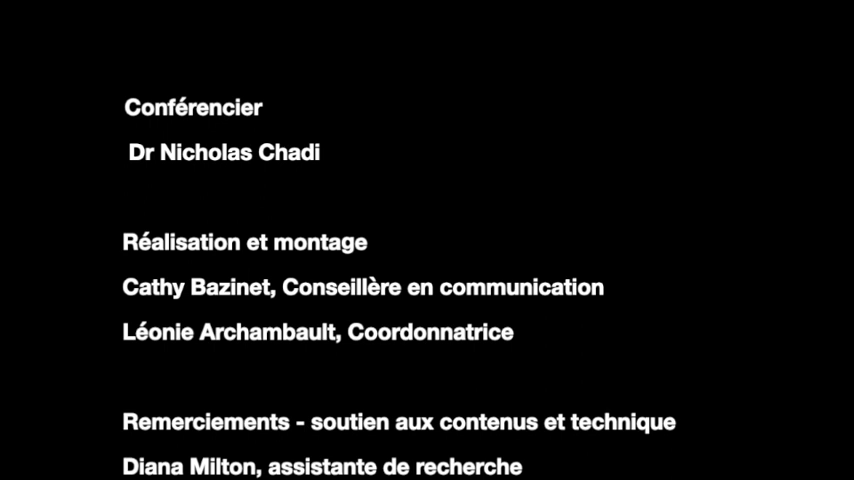 Conférencier
Dr Nicholas Chadi
Réalisation et montage
Cathy Bazinet, Conseillère en communication
Léonie Archambault, Coordonnatrice
Remerciements - soutien aux contenus et technique
Diana Milton, assistante de recherche